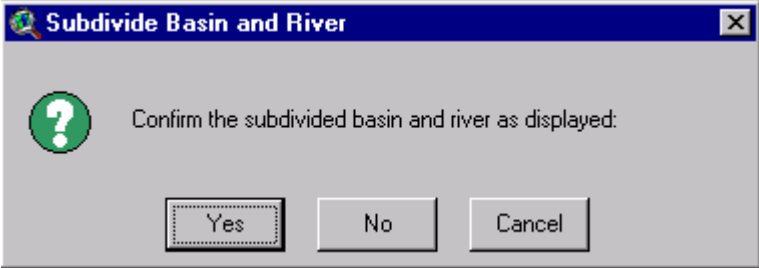 Subdivide Basin and River
Confirm the subdivided basin and river as displayed:
Yes No Cancel